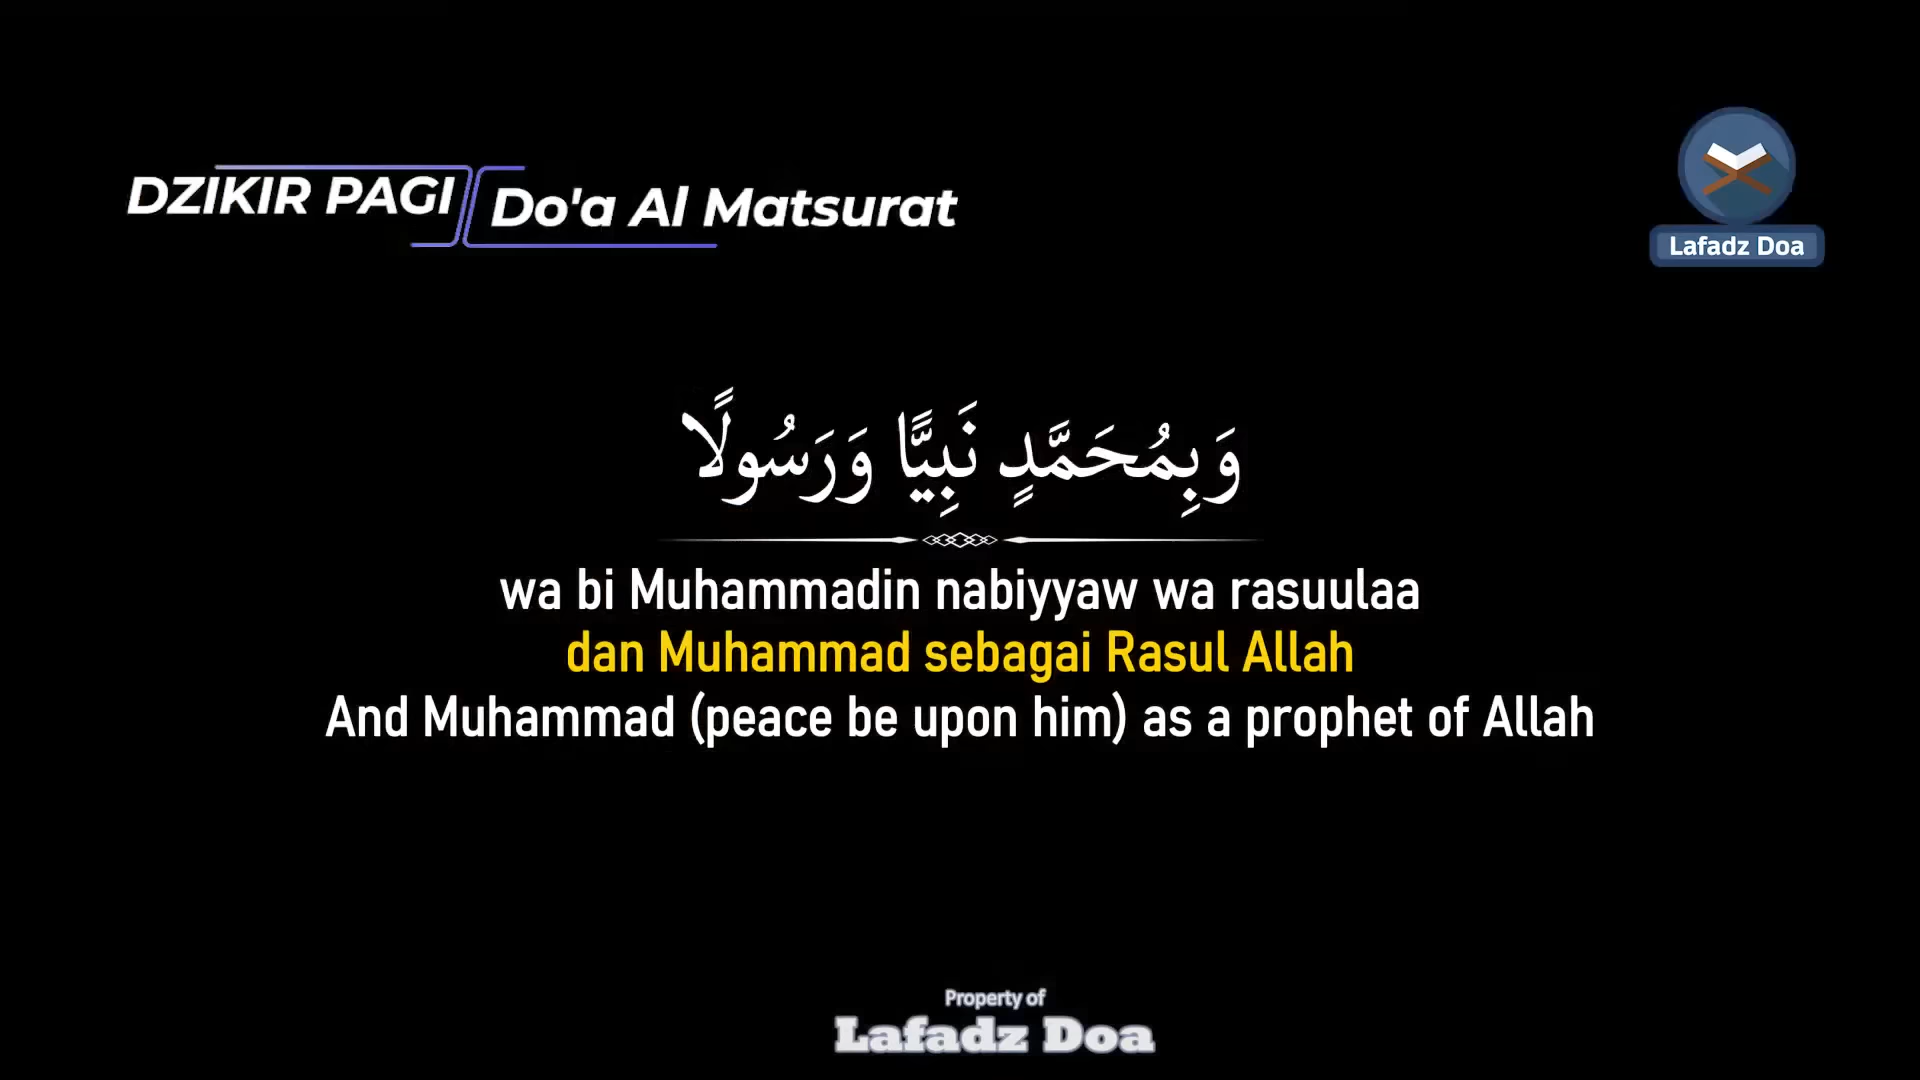 DZIKIR PAGI
Do'a Al Matsurat
Lafadz Doa
وَبِمُحَمَّدٍ نَبِيًّا وَرَسُولًا
wa bi Muhammadin nabiyyaw wa rasuulaa
dan Muhammad sebagai Rasul Allah
And Muhammad (peace be upon him) as a prophet of Allah
Property of
Lafadz Doa